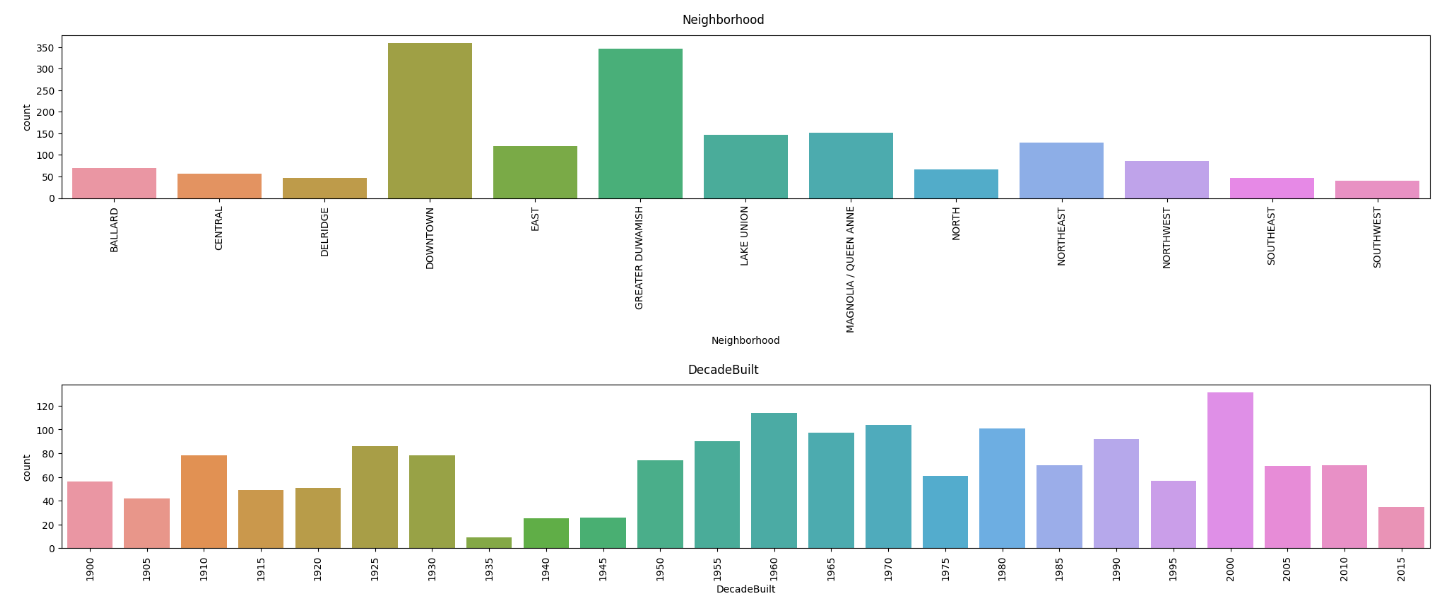 Neighborhood
350
300
250
200
150
100
50
0
count
BALLARD
CENTRAL
DELRIDGE
DOWNTOWN
EAST
GREATER DUWAMISH
LAKE UNION
MAGNOLIA / QUEEN ANNE
NORTH
NORTHEAST
NORTHWEST
SOUTHEAST
SOUTHWEST
Neighborhood
DecadeBuilt
120
100
80
60
40
20
0
count
1900
1905
1910
1915
1920
1925
1930
1935
1940
1945
1950
1955
1960
1965
1970
1975
1980
1985
1990
1995
2000
2005
2010
2015
DecadeBuilt